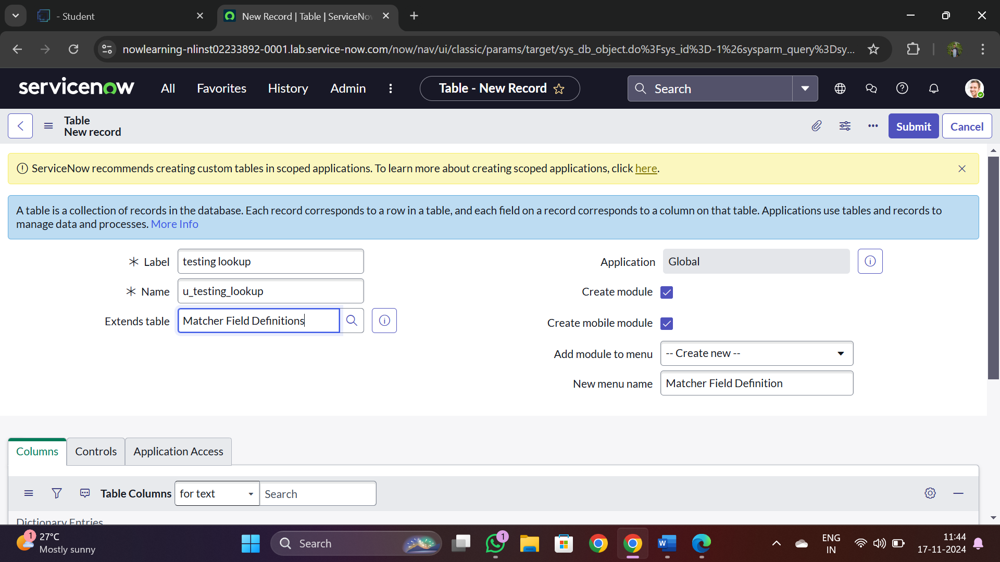 - Student
New Record | Table | ServiceNo
nowlearning-nlinst02233892-0001.lab.service-now.com/now/nav/ui/classic/params/target/sys_db_object.do%3Fsys_id%3D-1%26sysparm_query%3Dsy...
servicenow All Favorites History Admin Table - New Record Search
Table
New record
Submit Cancel
ServiceNow recommends creating custom tables in scoped applications. To learn more about creating scoped applications, click here.
A table is a collection of records in the database. Each record corresponds to a row in a table, and each field on a record corresponds to a column on that table. Applications use tables and records to
manage data and processes. More Info
Label testing lookup
Name u_testing_lookup
Extends table Matcher Field Definitions
Application Global
Create module
Create mobile module
Add module to menu -- Create new --
New menu name Matcher Field Definition
Columns Controls Application Access
Table Columns for text Search
Dictionary Entries
1 27°C
Mostly sunny
Search
1
ENG
IN
11:44
17-11-2024